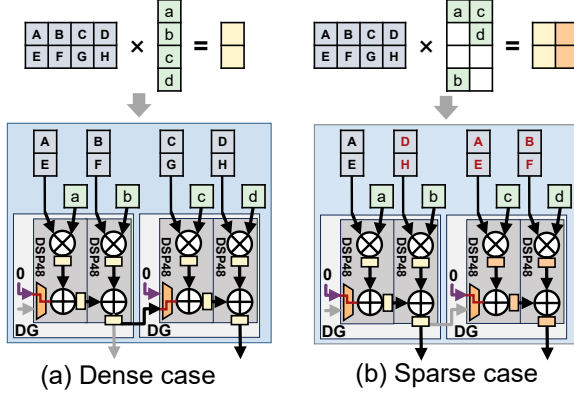 a
A B C D b
E F G H × c =
d
A B C D
E F G H
a b c d
DSP48 DSP48 DSP48 DSP48
0 0
DG DG
(a) Dense case
a c
A B C D d
E F G H × =
b
A D A B
E H E F
a b c d
DSP48 DSP48 DSP48 DSP48
0 0
DG DG
(b) Sparse case